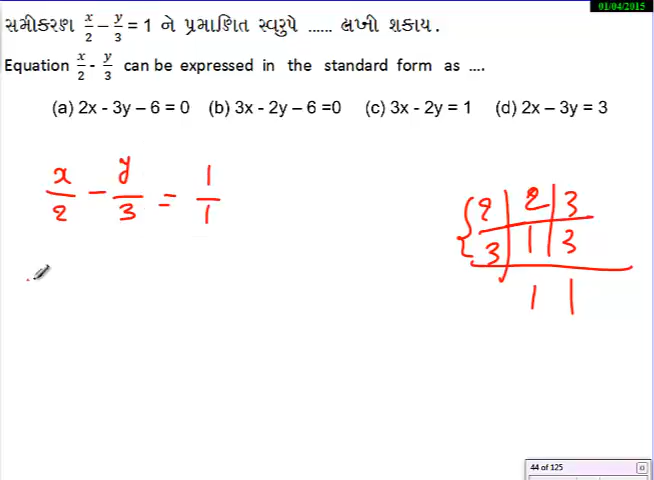 01/04/2015
સમીકરણ x/2 − y/3 = 1 ને પ્રમાણિત સ્વરુપે ...... લખી શકાય.
Equation x/2 - y/3 can be expressed in the standard form as ....
(a) 2x - 3y – 6 = 0 (b) 3x - 2y – 6 =0 (c) 3x - 2y = 1 (d) 2x – 3y = 3
x/2 − y/3 = 1/1
2 | 2 | 3
3 | 1 | 3
1 | 1
44 of 125